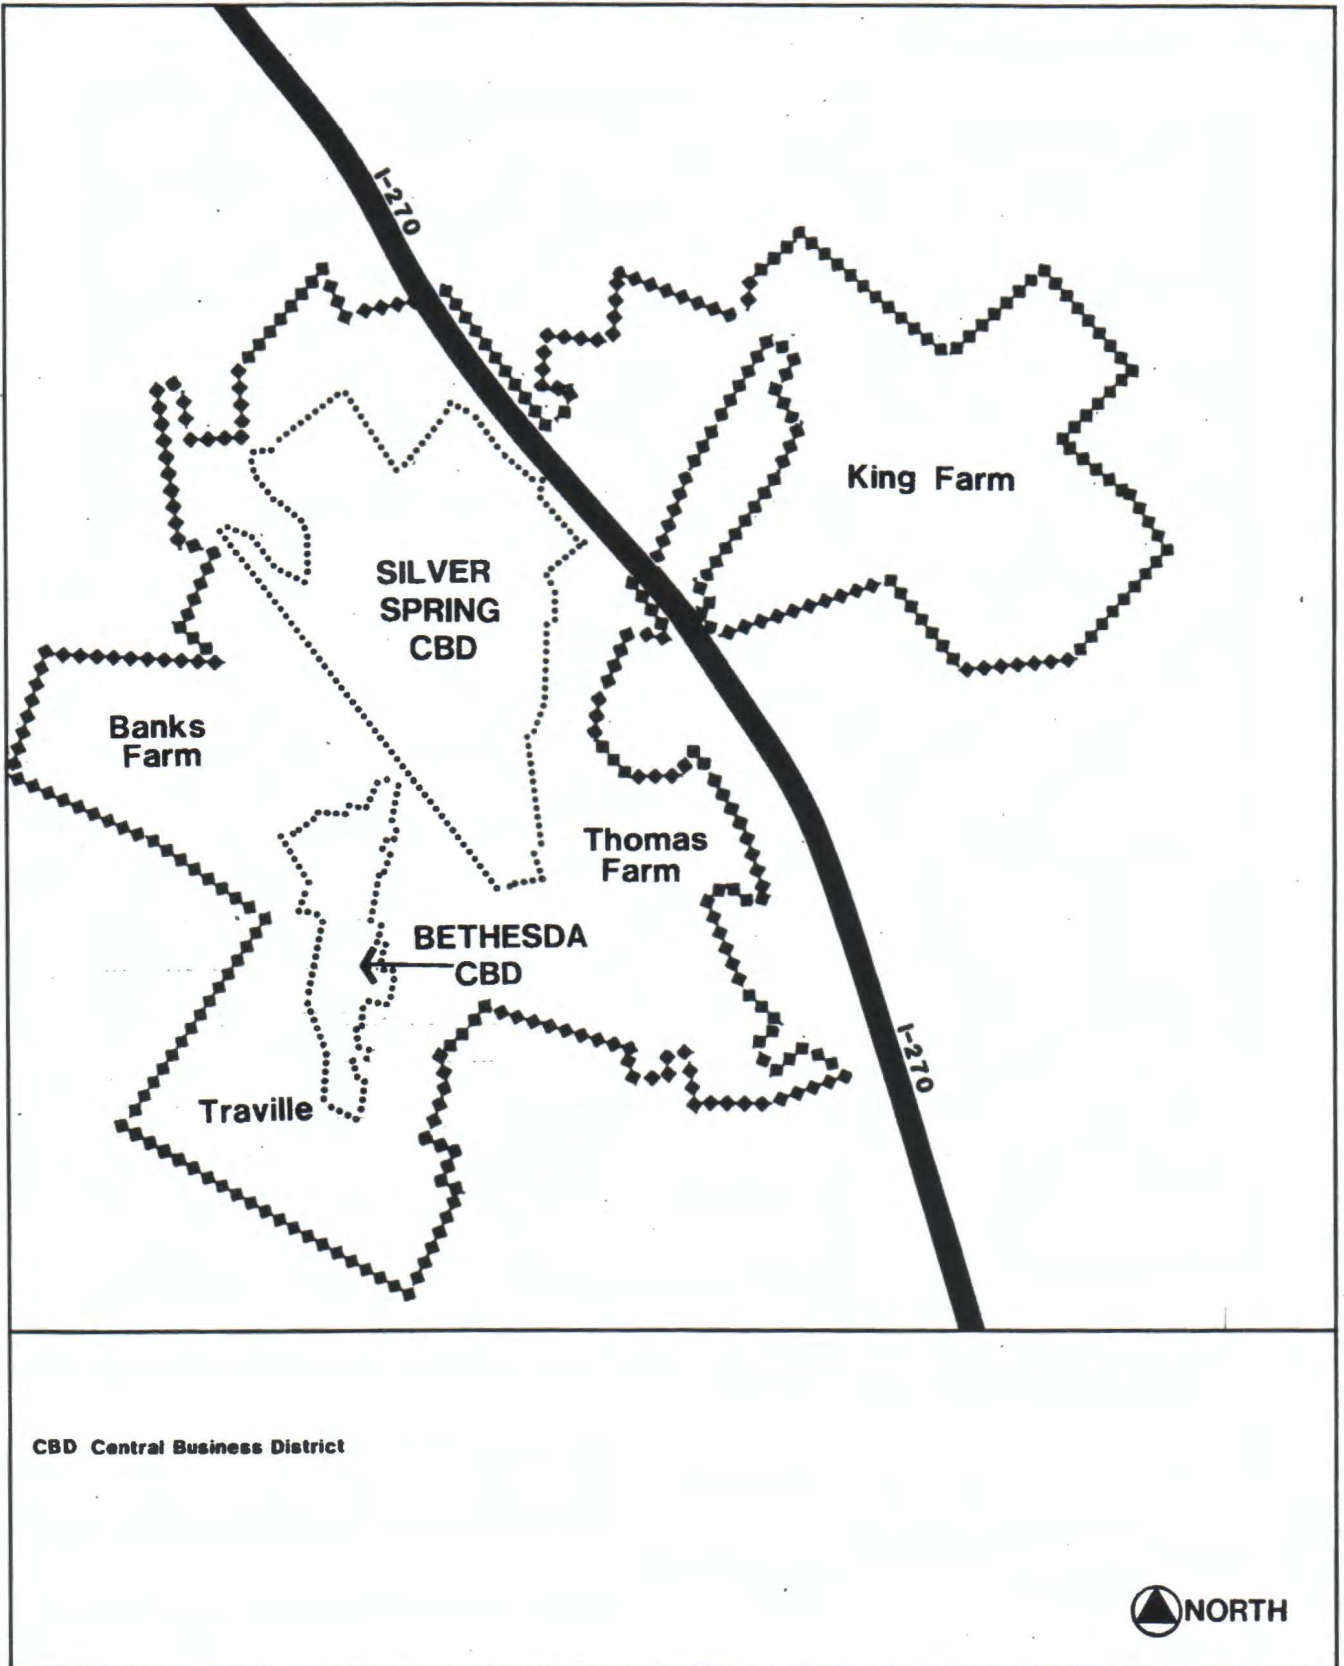 I-270
King Farm
SILVER
SPRING
CBD
Banks
Farm
Thomas
Farm
BETHESDA
CBD
I-270
Traville
CBD Central Business District
NORTH